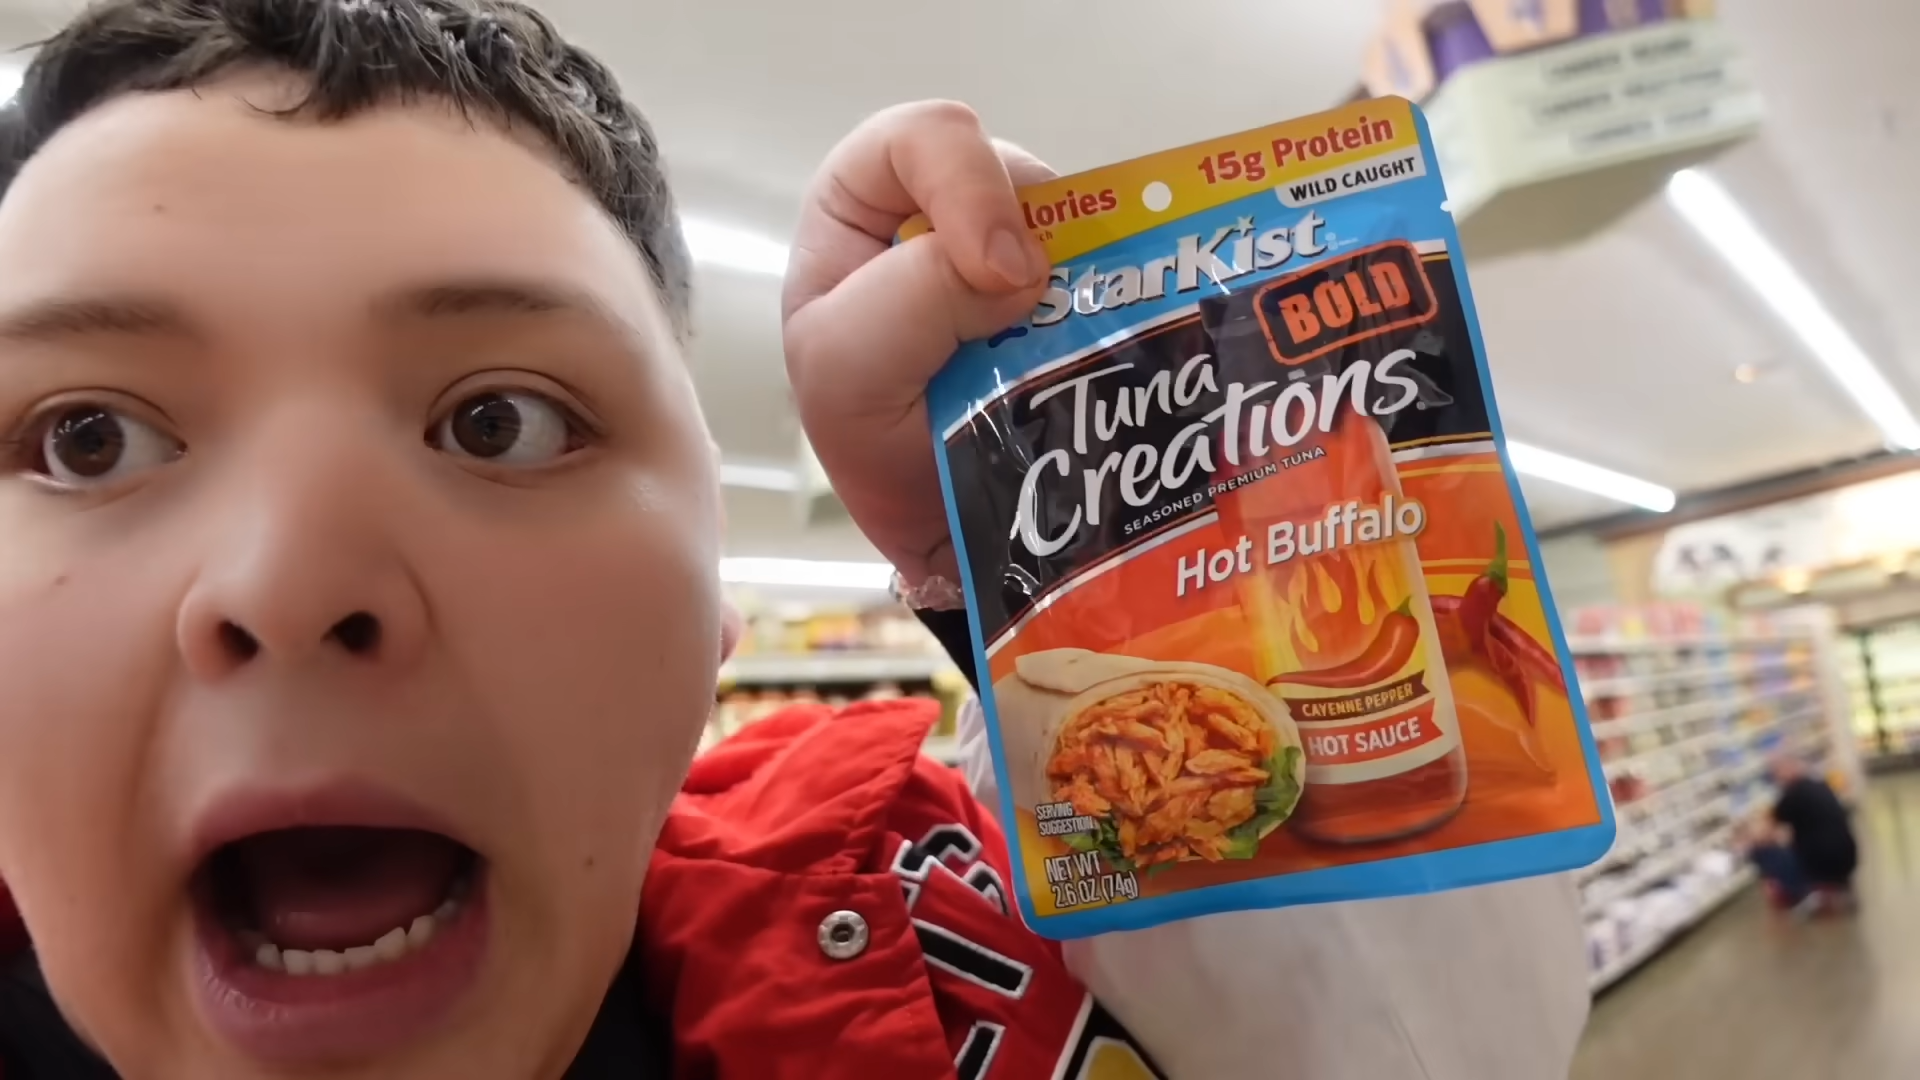 lories
15g Protein
WILD CAUGHT
StarKist
BOLD
Tuna
Creations
SEASONED PREMIUM TUNA
Hot Buffalo
CAYENNE PEPPER
HOT SAUCE
SERVING
SUGGESTION
NET WT
2.6 OZ (74g)